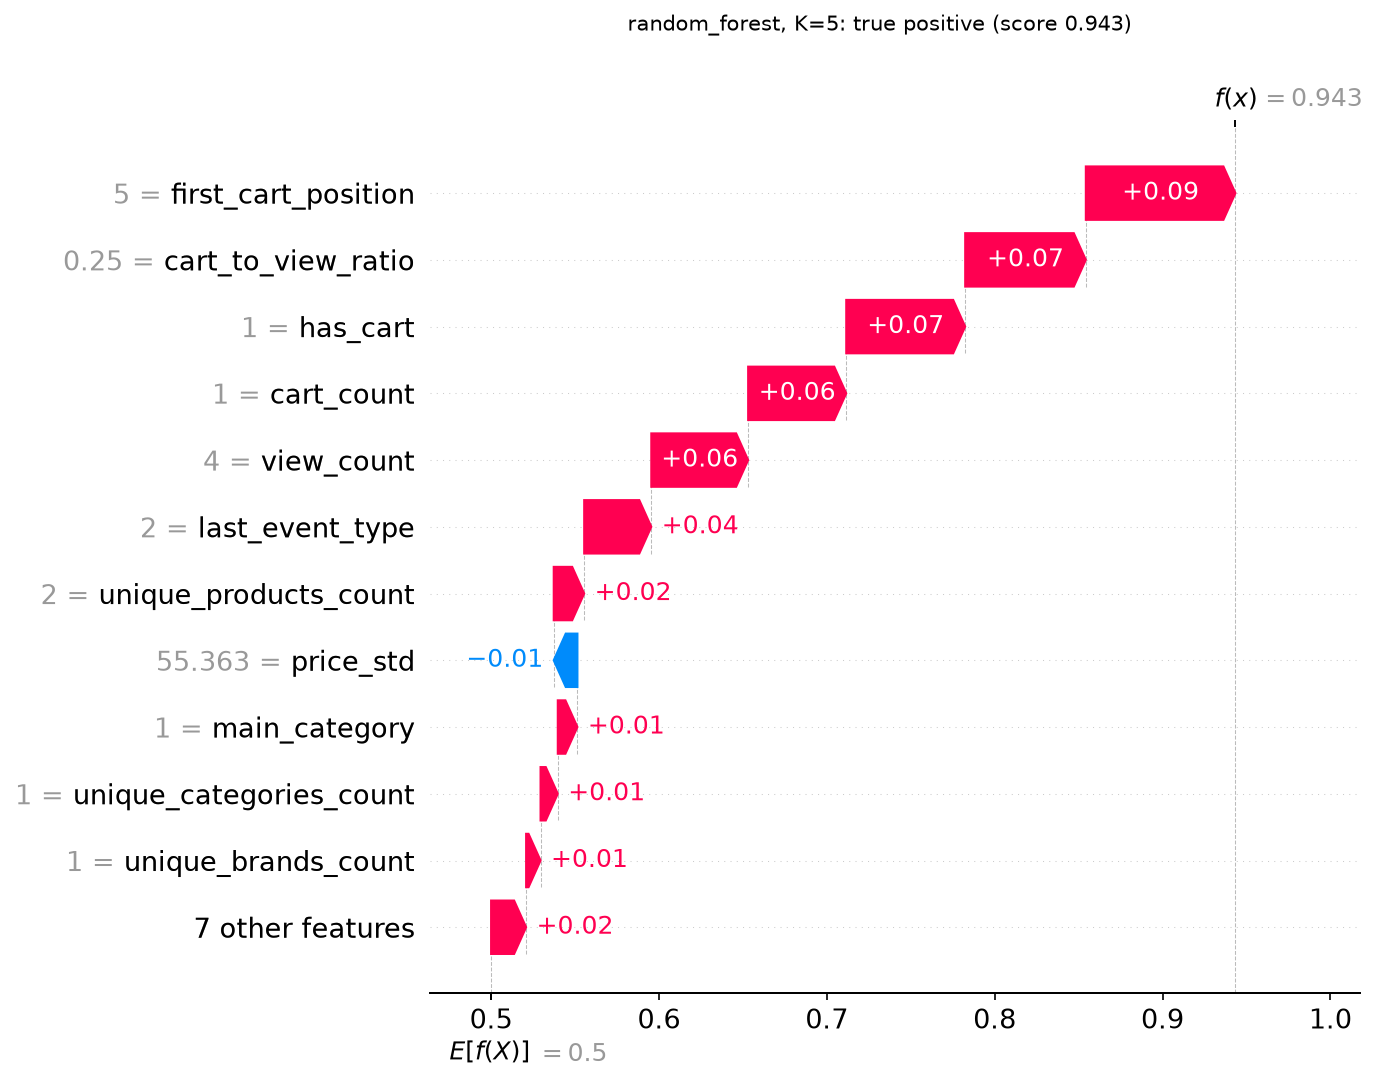 random_forest, K=5: true positive (score 0.943)
f(x) = 0.943
5 = first_cart_position +0.09
0.25 = cart_to_view_ratio +0.07
1 = has_cart +0.07
1 = cart_count +0.06
4 = view_count +0.06
2 = last_event_type +0.04
2 = unique_products_count +0.02
55.363 = price_std −0.01
1 = main_category +0.01
1 = unique_categories_count +0.01
1 = unique_brands_count +0.01
7 other features +0.02
0.5 0.6 0.7 0.8 0.9 1.0
E[f(X)] = 0.5